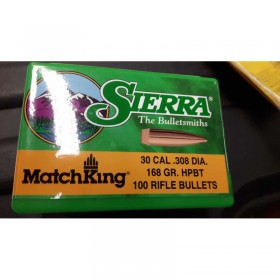 SIERRA
The Bulletsmiths
MatchKing®
30 CAL. .308 DIA.
168 GR. HPBT
100 RIFLE BULLETS